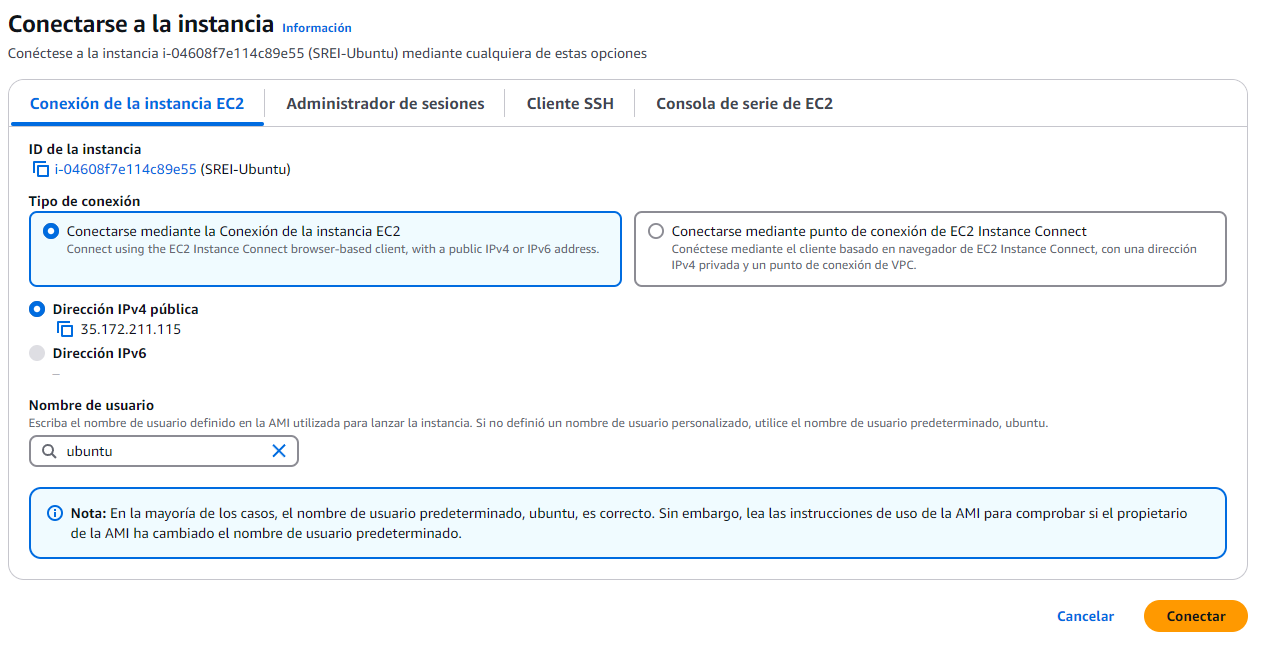 Conectarse a la instancia Información
Conéctese a la instancia i-04608f7e114c89e55 (SREI-Ubuntu) mediante cualquiera de estas opciones
Conexión de la instancia EC2 Administrador de sesiones Cliente SSH Consola de serie de EC2
ID de la instancia
i-04608f7e114c89e55 (SREI-Ubuntu)
Tipo de conexión
Conectarse mediante la Conexión de la instancia EC2
Connect using the EC2 Instance Connect browser-based client, with a public IPv4 or IPv6 address.
Conectarse mediante punto de conexión de EC2 Instance Connect
Conéctese mediante el cliente basado en navegador de EC2 Instance Connect, con una dirección
IPv4 privada y un punto de conexión de VPC.
Dirección IPv4 pública
35.172.211.115
Dirección IPv6
–
Nombre de usuario
Escriba el nombre de usuario definido en la AMI utilizada para lanzar la instancia. Si no definió un nombre de usuario personalizado, utilice el nombre de usuario predeterminado, ubuntu.
ubuntu
Nota: En la mayoría de los casos, el nombre de usuario predeterminado, ubuntu, es correcto. Sin embargo, lea las instrucciones de uso de la AMI para comprobar si el propietario
de la AMI ha cambiado el nombre de usuario predeterminado.
Cancelar Conectar